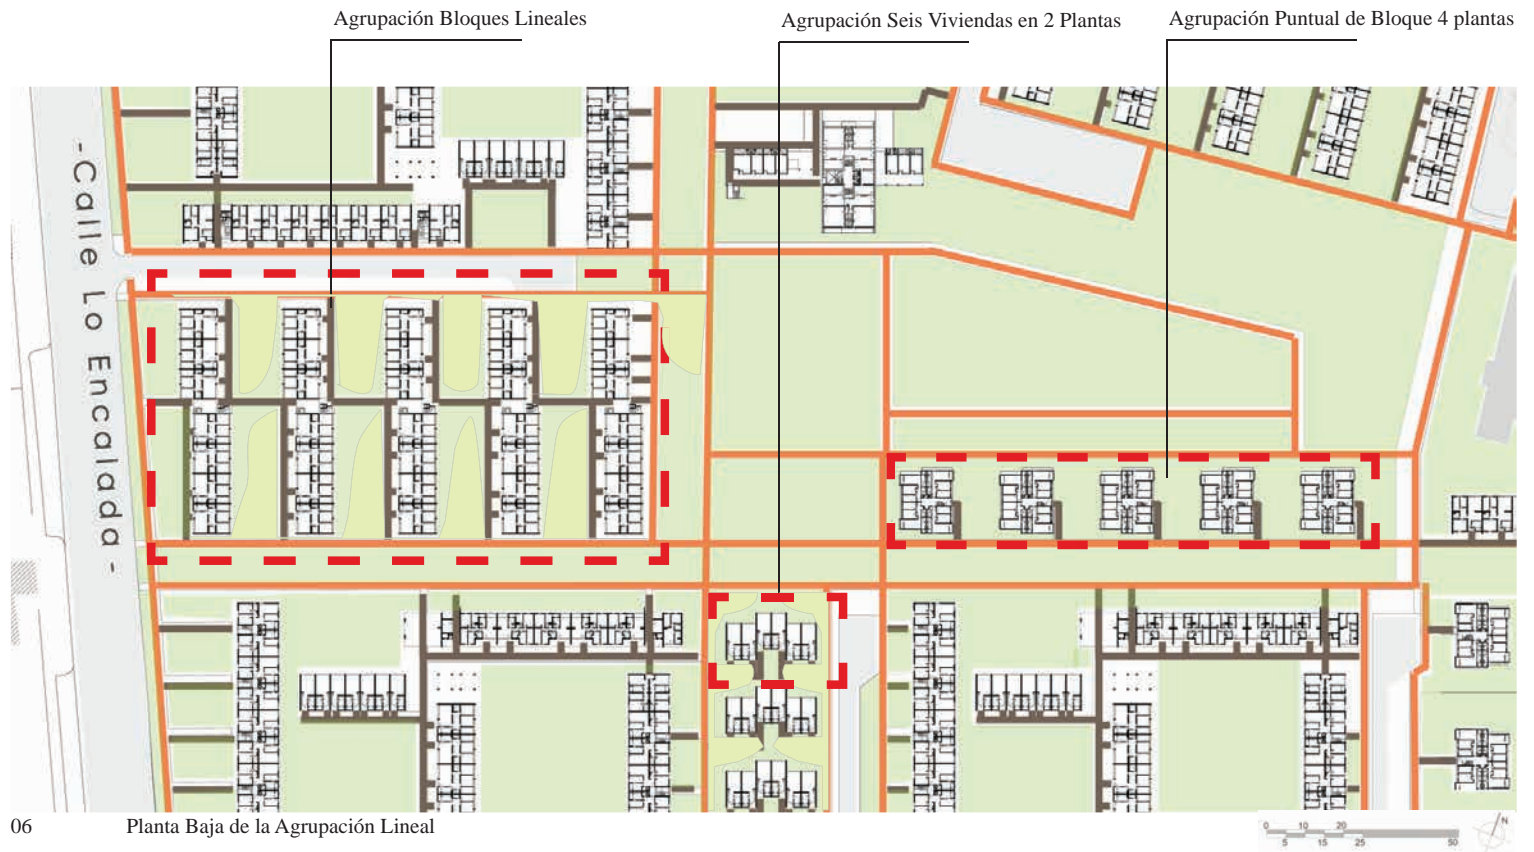 Agrupación Bloques Lineales
Agrupación Seis Viviendas en 2 Plantas
Agrupación Puntual de Bloque 4 plantas
-Calle Lo Encalada-
06
Planta Baja de la Agrupación Lineal
0 10 20
5 15 25 50
N